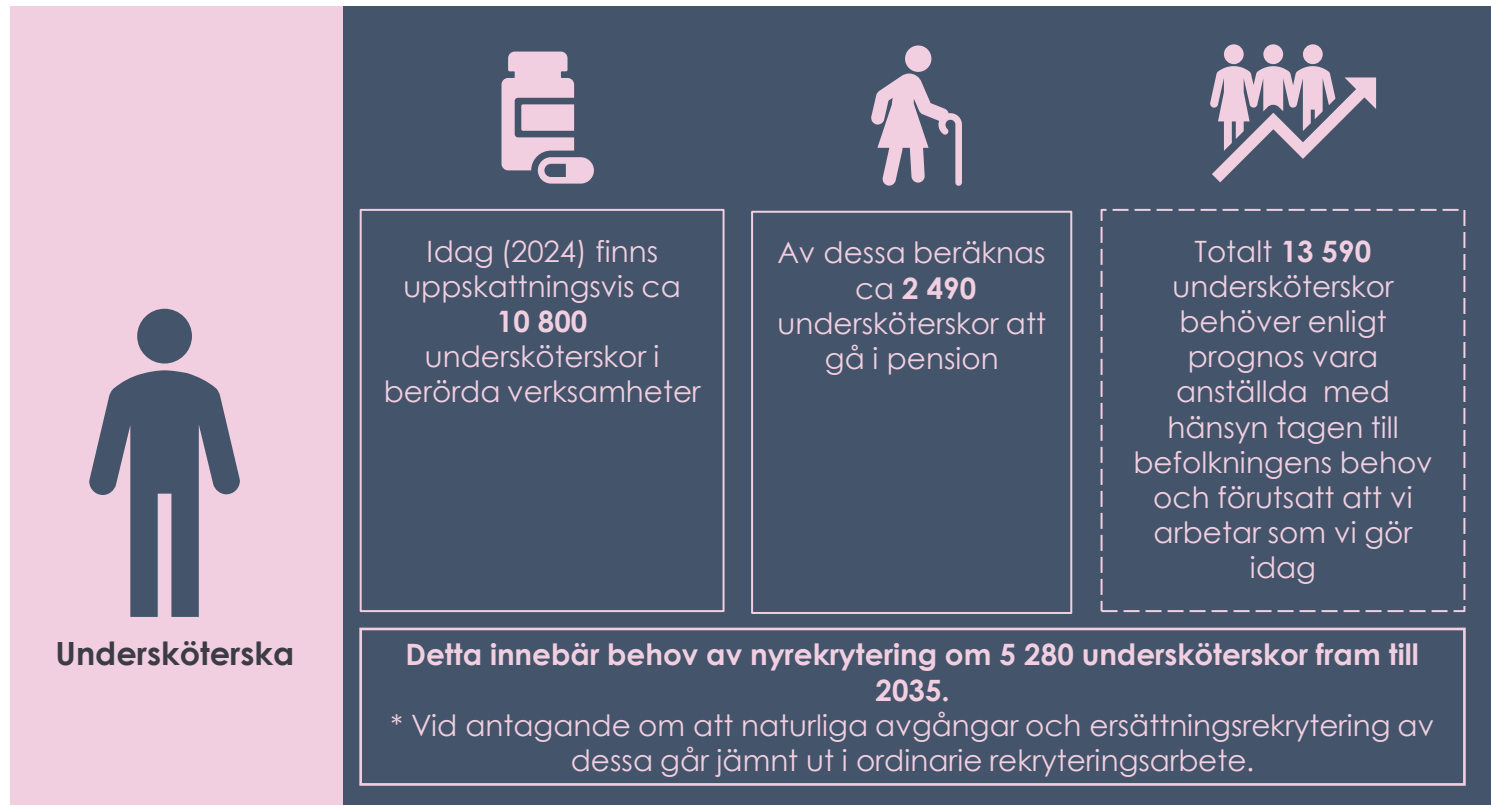 Undersköterska
Idag (2024) finns
uppskattningsvis ca
10 800
undersköterskor i
berörda verksamheter
Av dessa beräknas
ca 2 490
undersköterskor att
gå i pension
Totalt 13 590
undersköterskor
behöver enligt
prognos vara
anställda  med
hänsyn tagen till
befolkningens behov
och förutsatt att vi
arbetar som vi gör
idag
Detta innebär behov av nyrekrytering om 5 280 undersköterskor fram till
2035.
* Vid antagande om att naturliga avgångar och ersättningsrekrytering av
dessa går jämnt ut i ordinarie rekryteringsarbete.